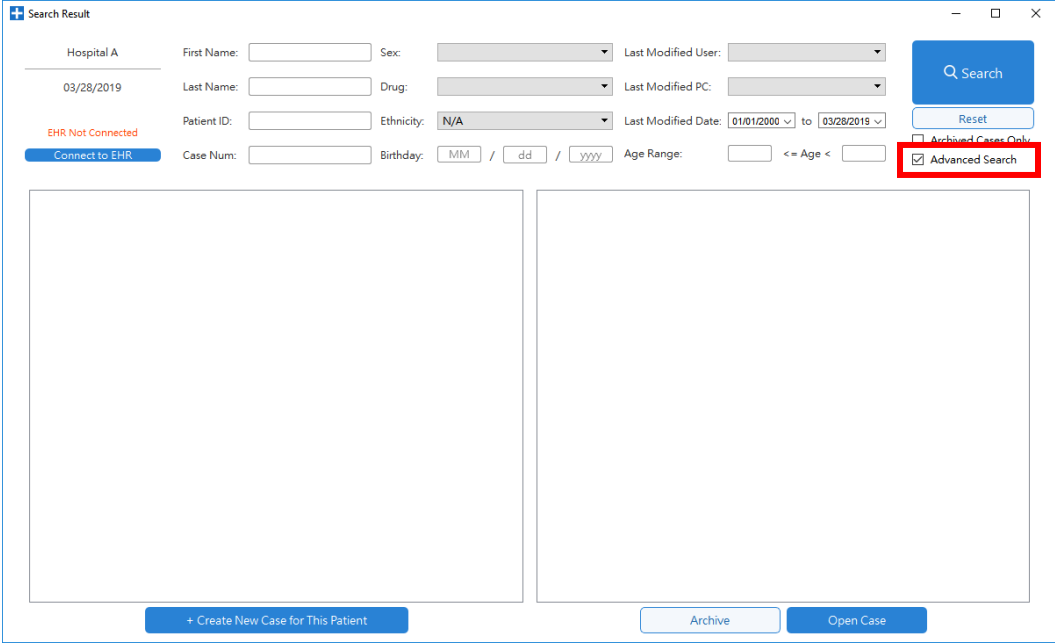 Search Result
Hospital A
03/28/2019
EHR Not Connected
Connect to EHR
First Name:
Last Name:
Patient ID:
Case Num:
Sex:
Drug:
Ethnicity: N/A
Birthday: MM / dd / yyyy
Last Modified User:
Last Modified PC:
Last Modified Date: 01/01/2000 to 03/28/2019
Age Range: <= Age <
Search
Reset
Archived Cases Only
Advanced Search
+ Create New Case for This Patient
Archive
Open Case